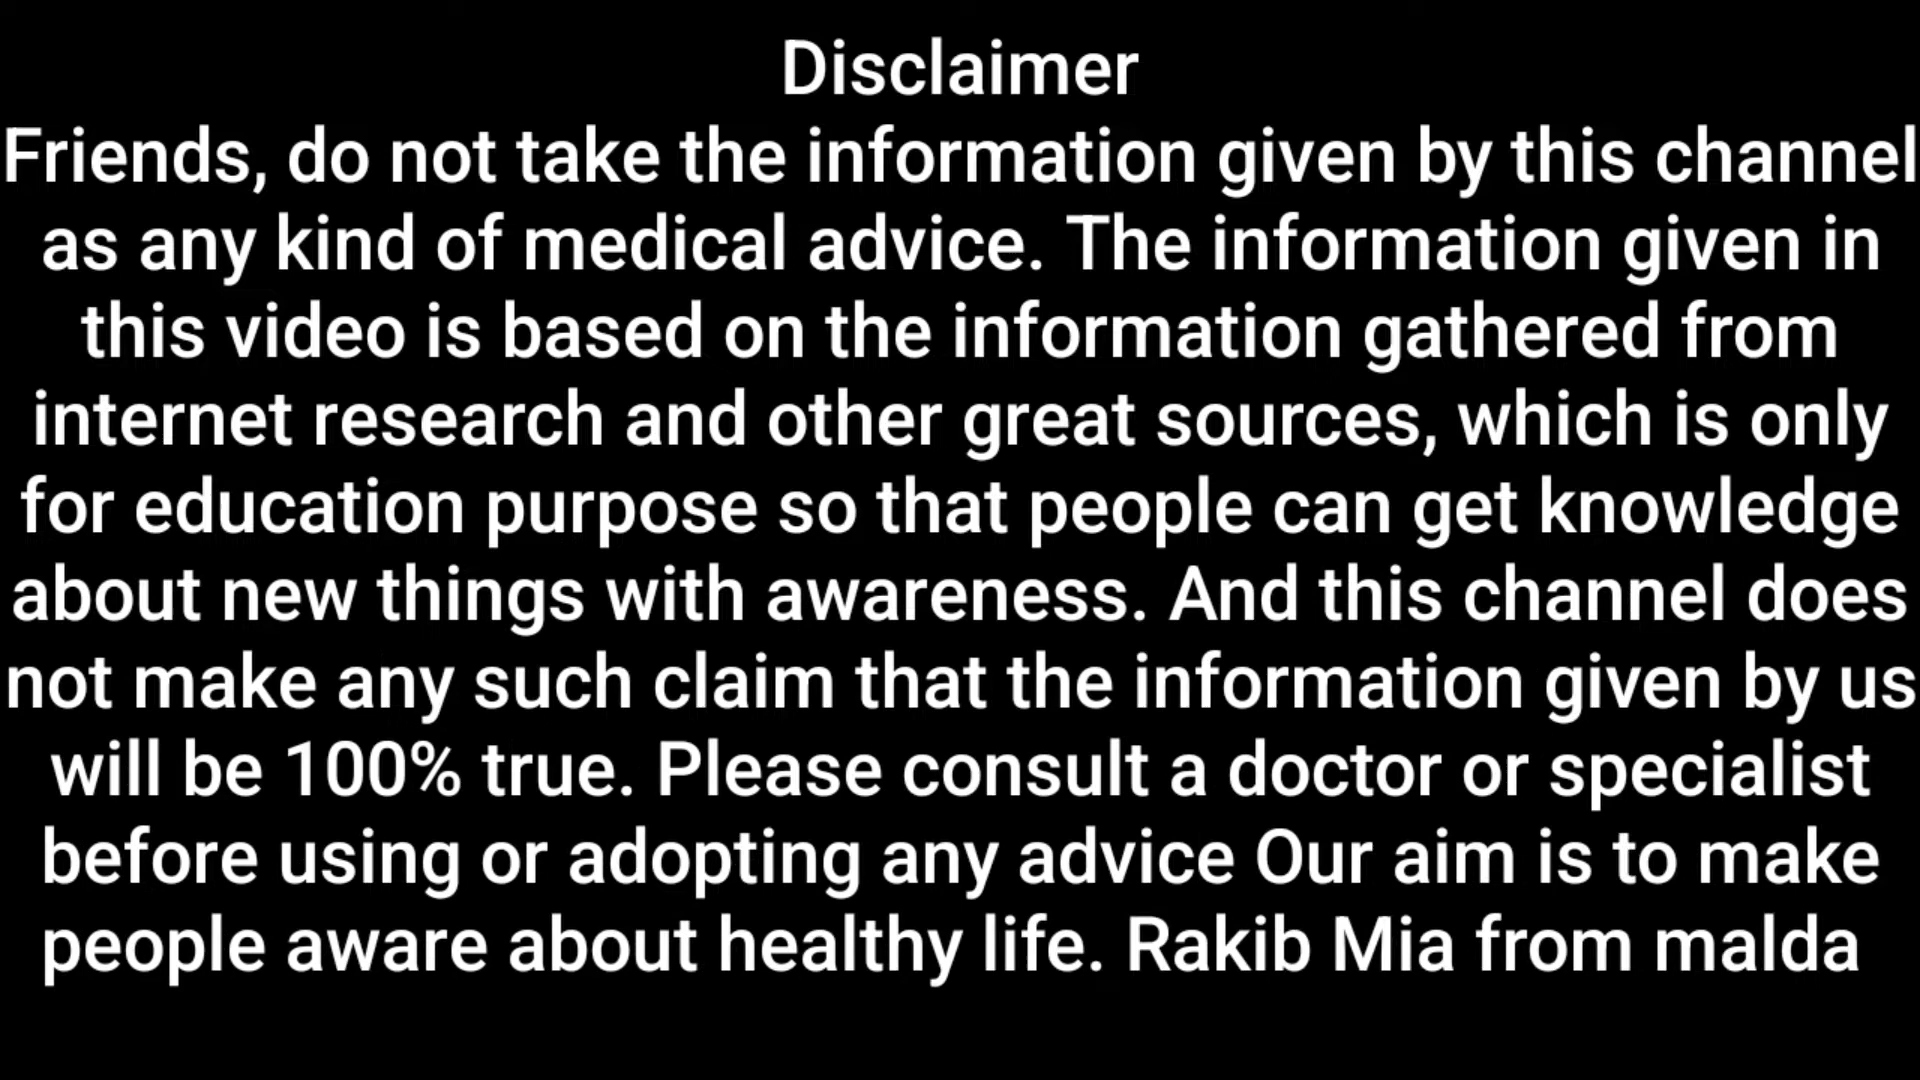 Disclaimer
Friends, do not take the information given by this channel
as any kind of medical advice. The information given in
this video is based on the information gathered from
internet research and other great sources, which is only
for education purpose so that people can get knowledge
about new things with awareness. And this channel does
not make any such claim that the information given by us
will be 100% true. Please consult a doctor or specialist
before using or adopting any advice Our aim is to make
people aware about healthy life. Rakib Mia from malda